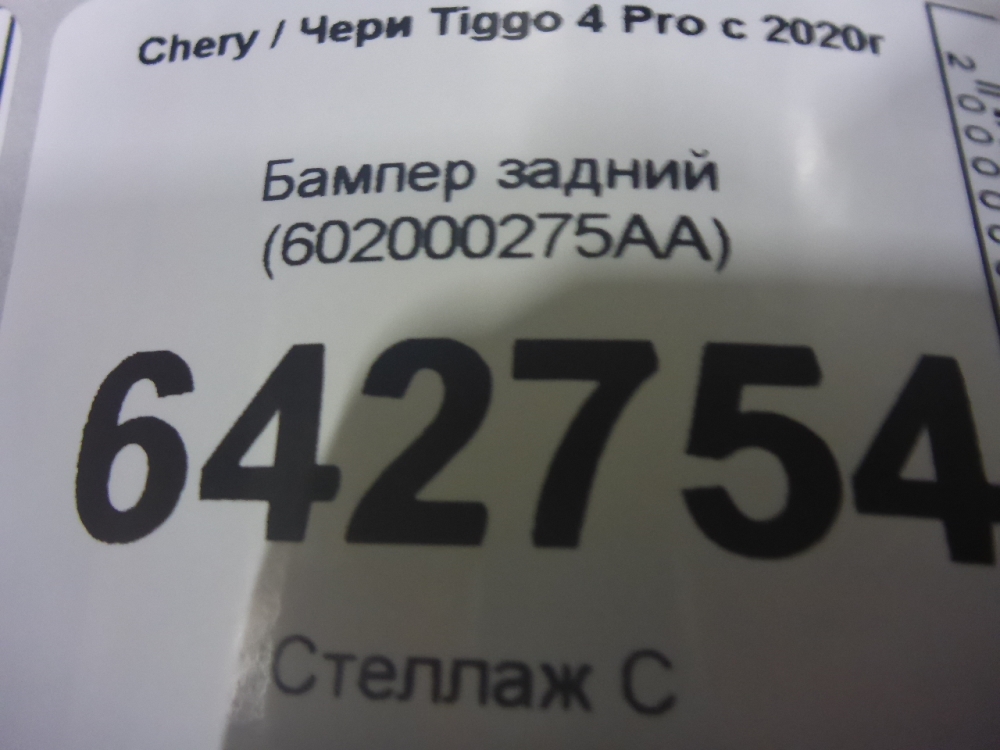 Chery / Чери Tiggo 4 Pro с 2020г
Бампер задний
(602000275AA)
642754
Стеллаж С